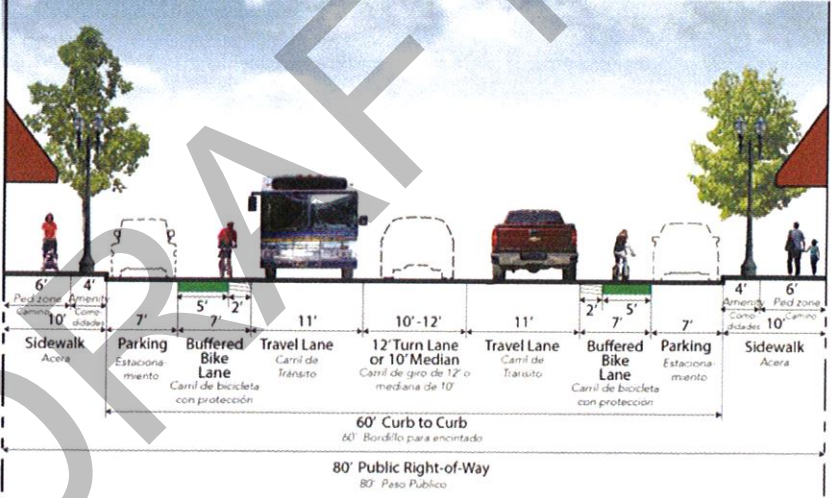 DRAFT
6' 4' 4' 6'
Ped zone Amenity Amenity Ped zone
Camino Como- didades Como- didades Camino
5' 2' 2' 5'
10' 7' 7' 11' 10'-12' 11' 7' 7' 10'
Sidewalk Parking Buffered Bike Lane Travel Lane 12' Turn Lane or 10' Median Travel Lane Buffered Bike Lane Parking Sidewalk
Acera Estaciona- miento Carril de bicicleta con protección Carril de Tránsito Carril de giro de 12' o mediana de 10' Carril de Tránsito Carril de bicicleta con protección Estaciona- miento Acera
60' Curb to Curb
60' Bordillo para encintado
80' Public Right-of-Way
80' Paso Público